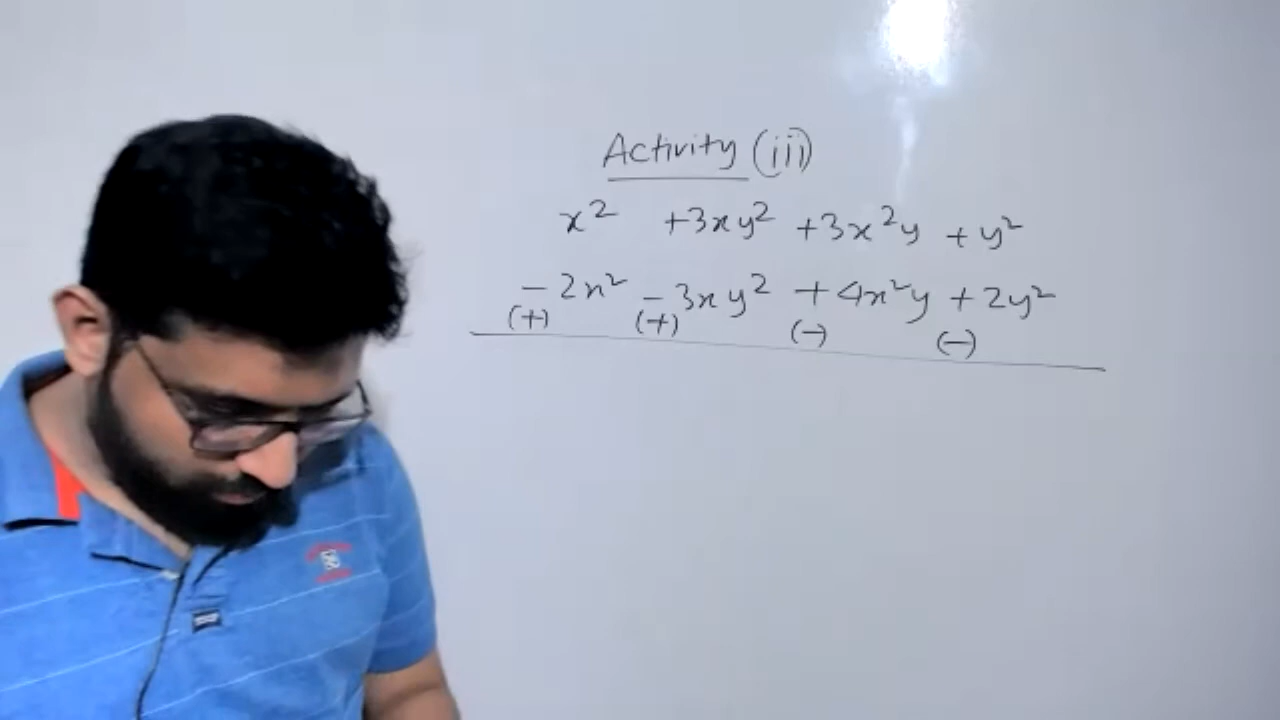 Activity (iii)
x² +3xy² +3x²y + y²
- 2x² - 3xy² + 4x²y + 2y²
(+) (+) (-) (-)